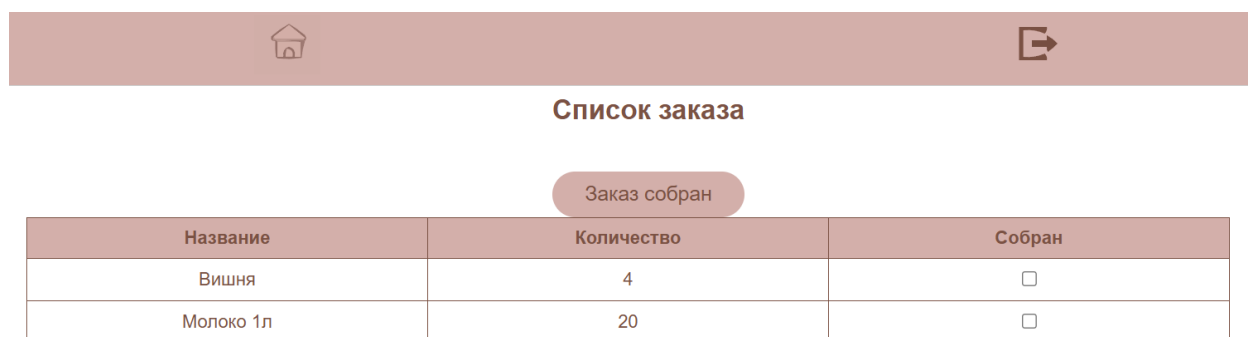 Список заказа
Заказ собран
Название Количество Собран
Вишня 4
Молоко 1л 20